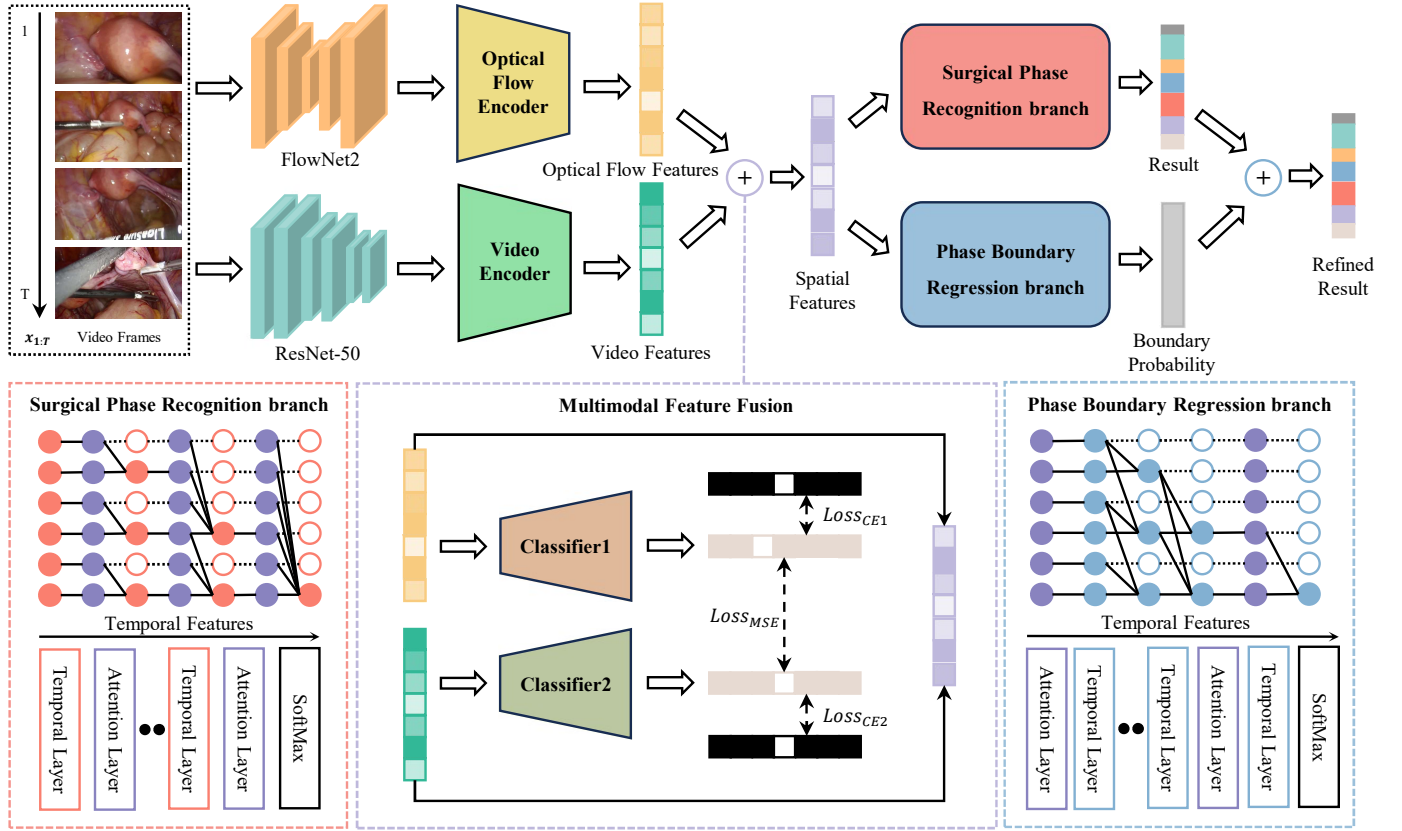 1
T
x1:T
Video Frames
FlowNet2
ResNet-50
Optical
Flow
Encoder
Video
Encoder
Optical Flow Features
Video Features
+
Spatial
Features
Surgical Phase
Recognition branch
Phase Boundary
Regression branch
Result
Boundary
Probability
+
Refined
Result
Surgical Phase Recognition branch
Temporal Features
Temporal Layer
Attention Layer
Temporal Layer
Attention Layer
SoftMax
Multimodal Feature Fusion
Classifier1
Classifier2
LossCE1
LossMSE
LossCE2
Phase Boundary Regression branch
Temporal Features
Attention Layer
Temporal Layer
Temporal Layer
Attention Layer
Temporal Layer
SoftMax